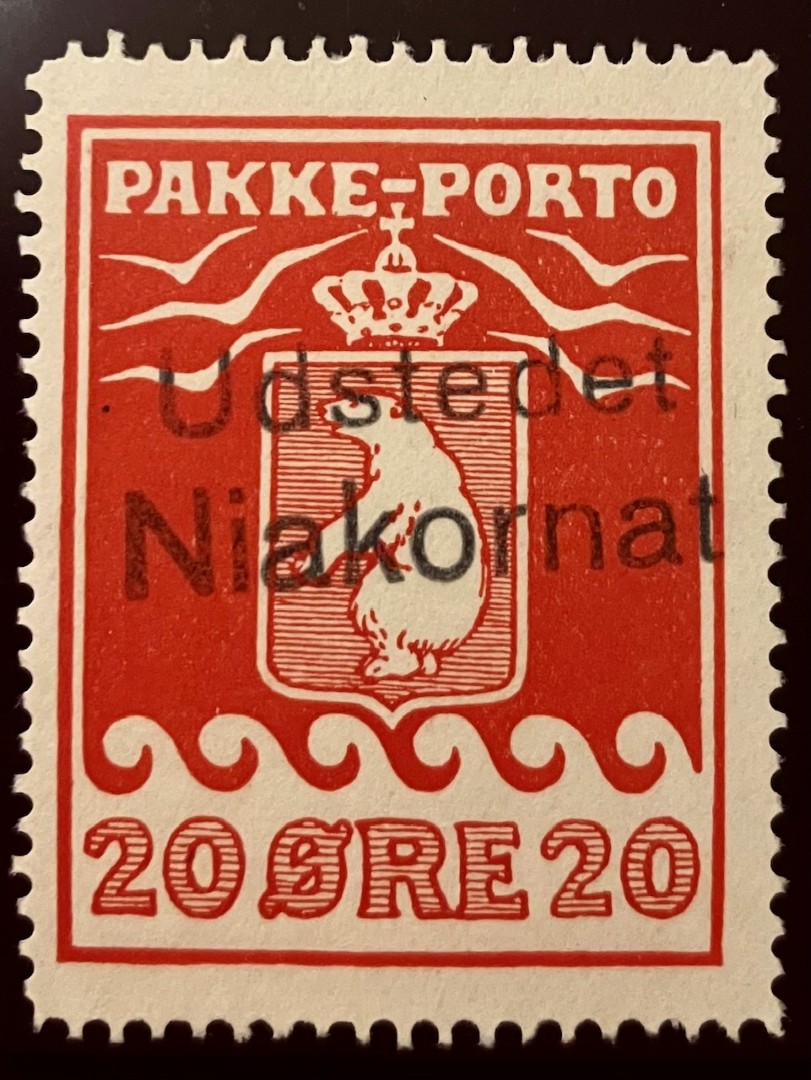 PAKKE-PORTO
Udstedet
Niakornat
20 ØRE 20